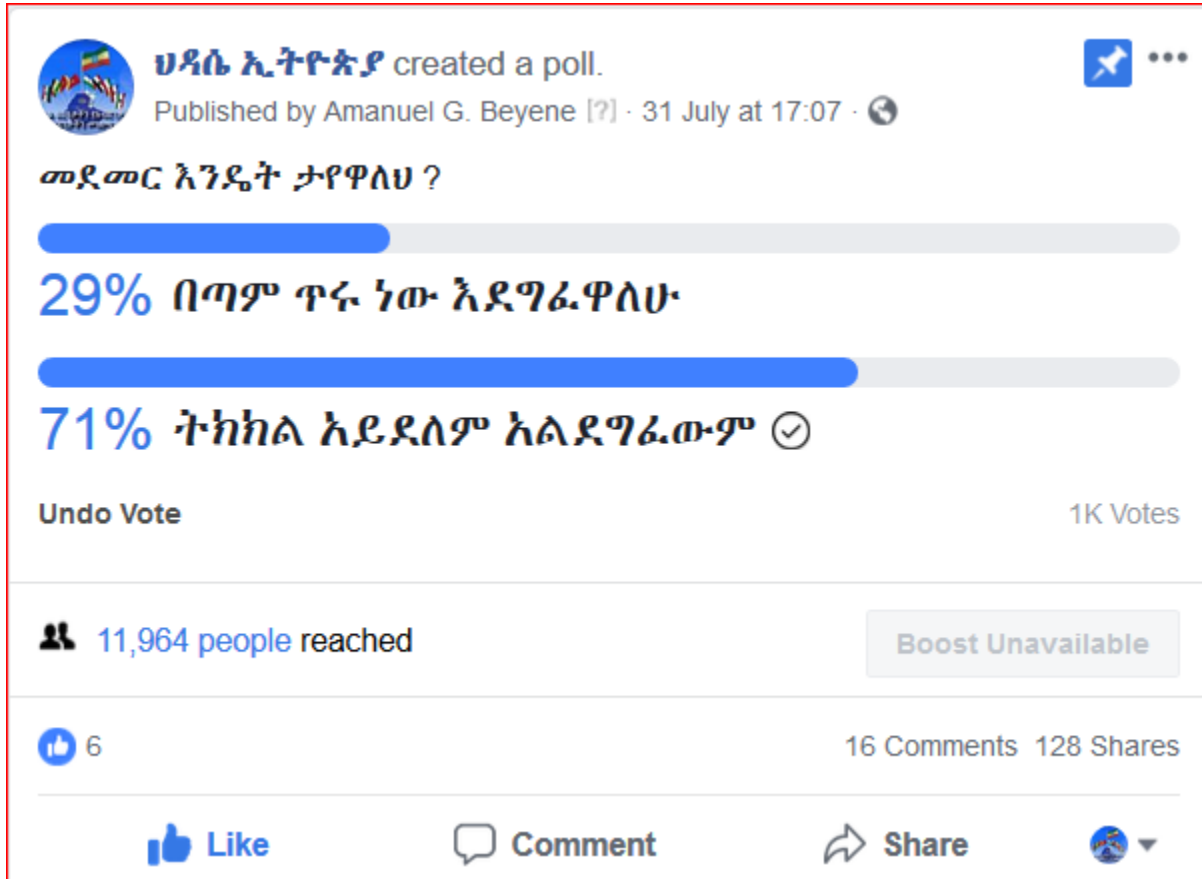 ህዳሴ ኢትዮጵያ created a poll.
Published by Amanuel G. Beyene [?] · 31 July at 17:07 ·
መደመር እንዴት ታየዋለህ ?
29% በጣም ጥሩ ነው እደግፈዋለሁ
71% ትክክል አይደለም አልደግፈውም
Undo Vote 1K Votes
11,964 people reached Boost Unavailable
6 16 Comments 128 Shares
Like Comment Share